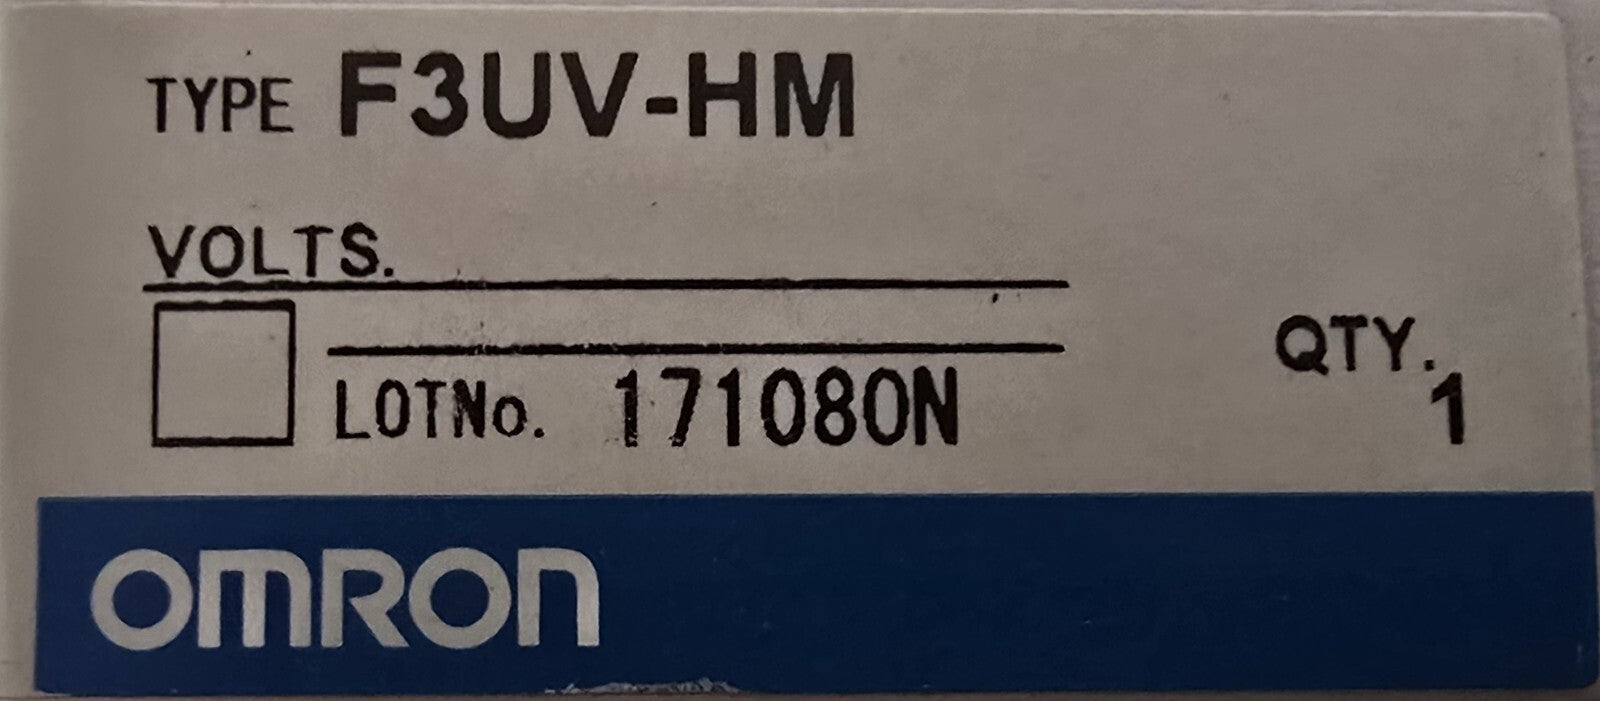 TYPE F3UV-HM
VOLTS.
QTY.
LOTNo. 171080N
1
OMRON